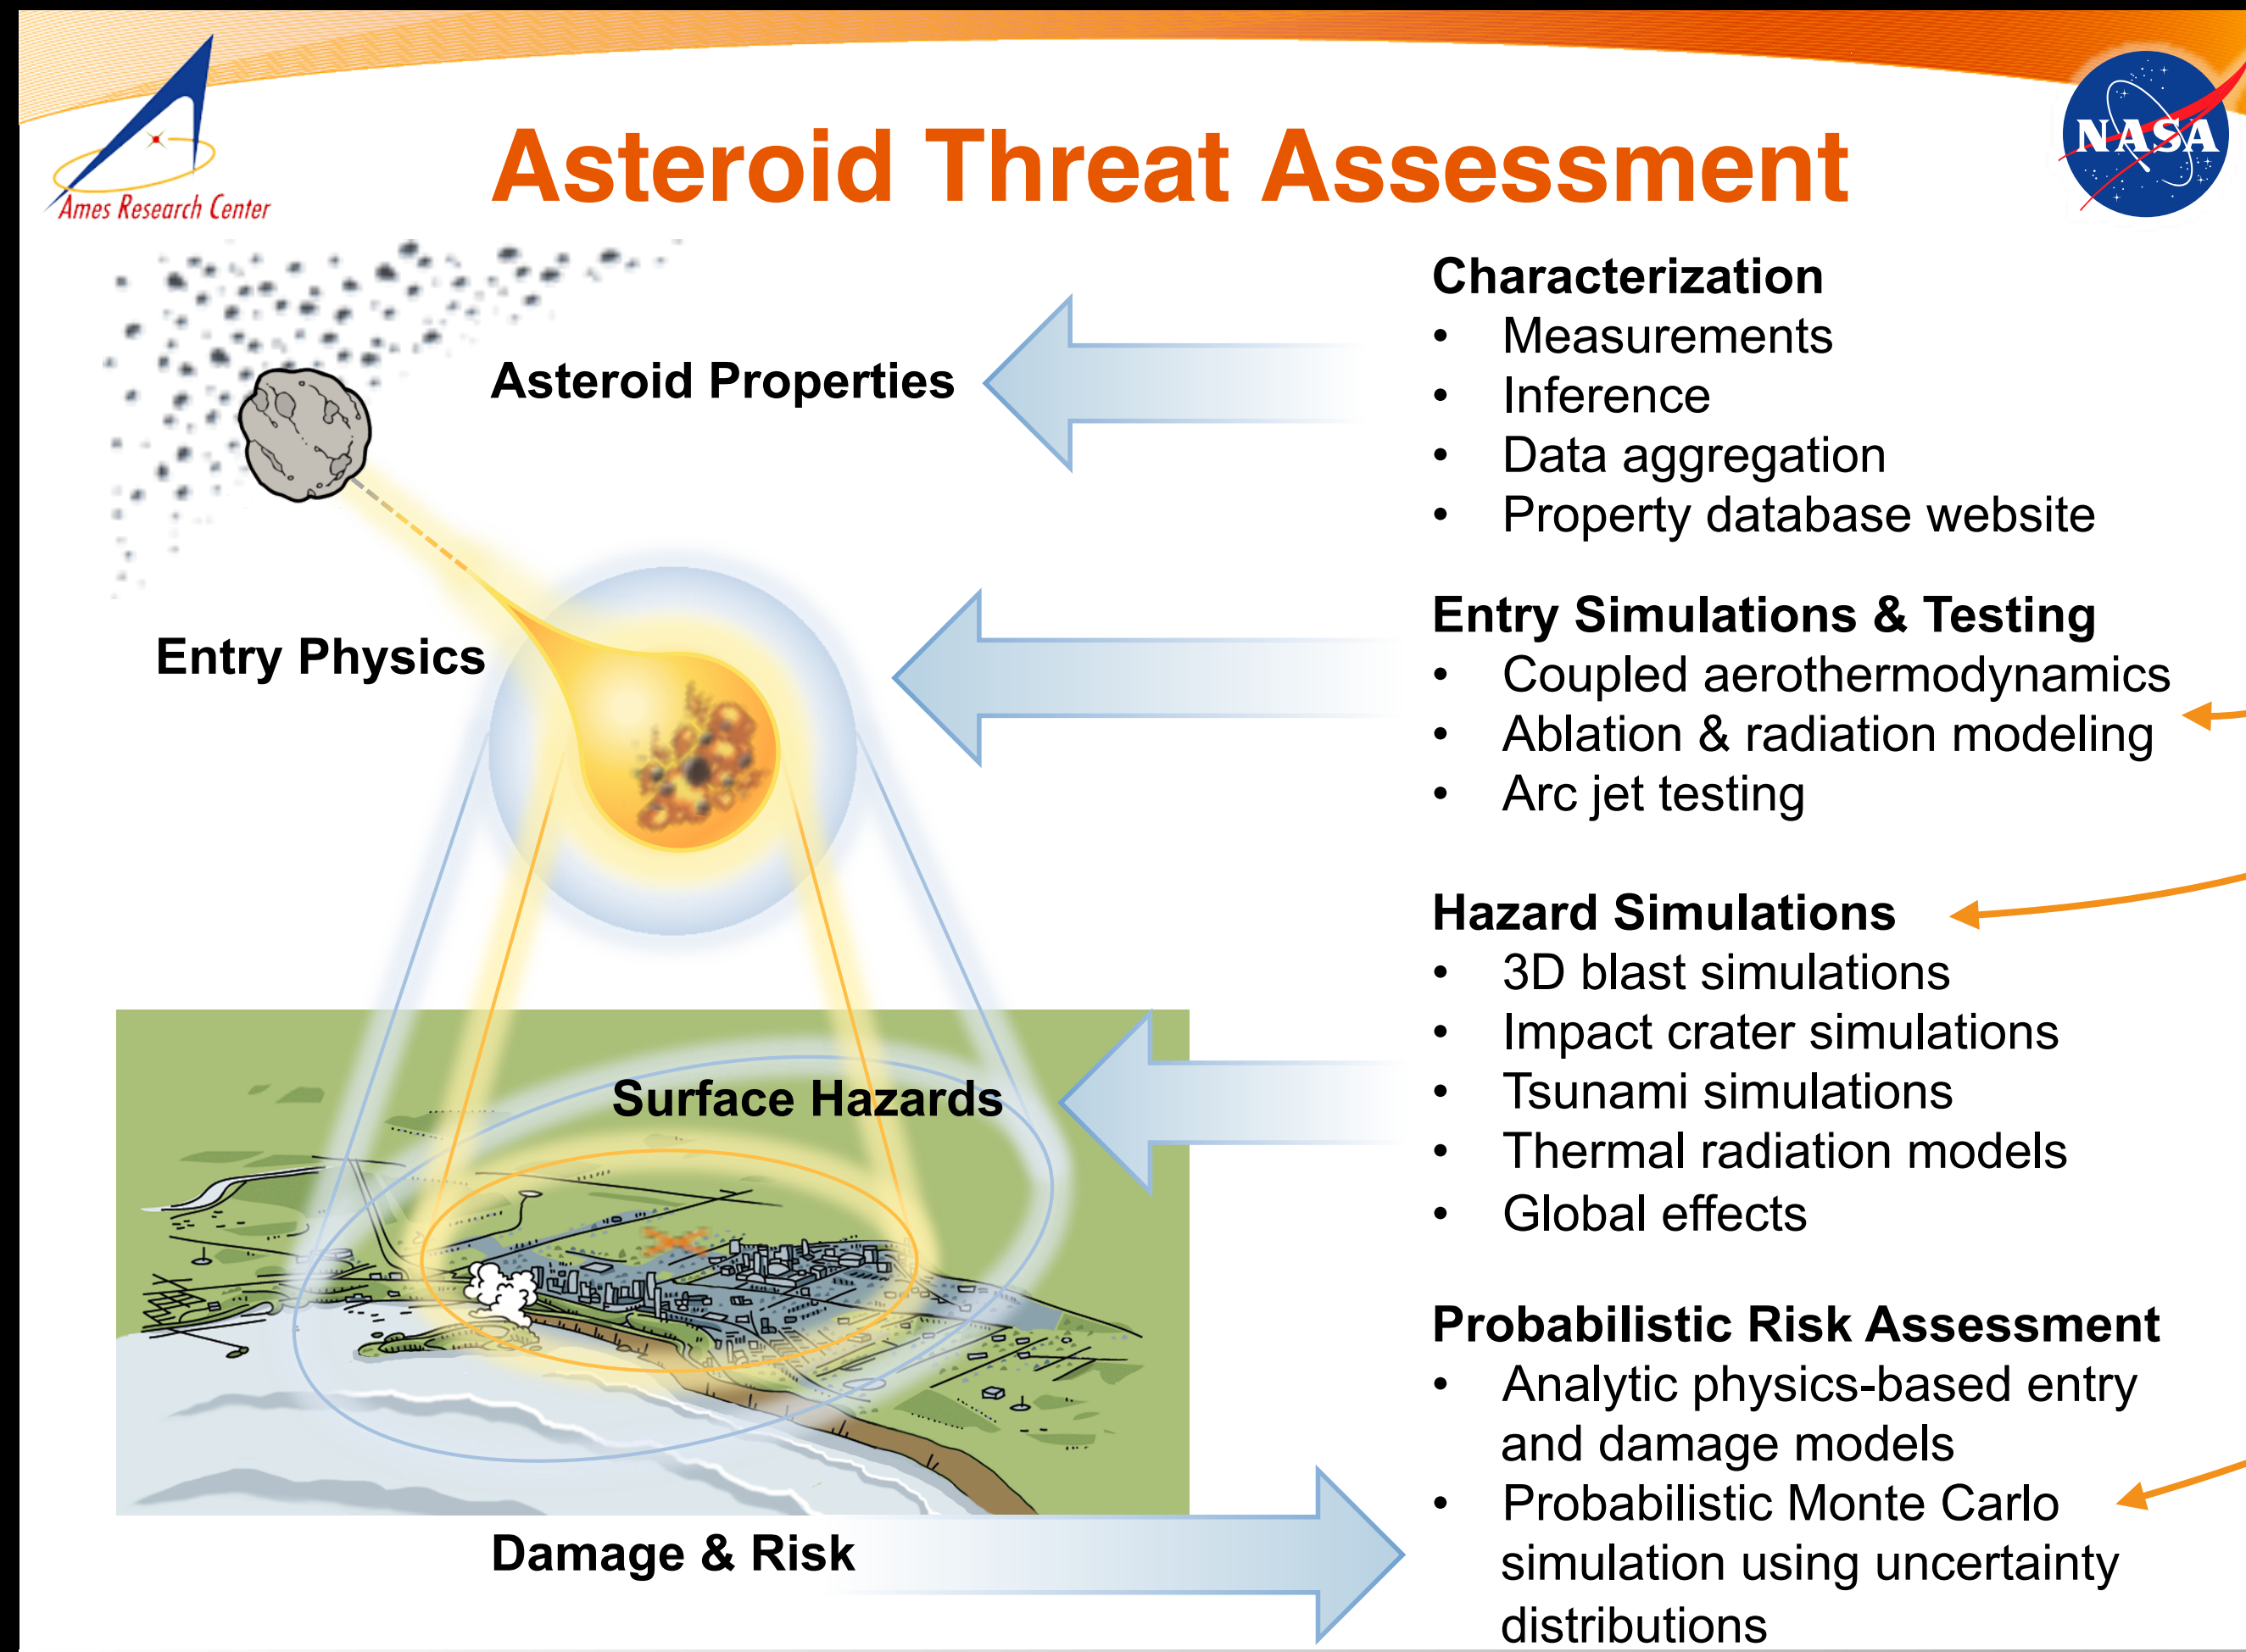 Asteroid Threat Assessment
Ames Research Center
NASA
Asteroid Properties
Entry Physics
Surface Hazards
Damage & Risk
Characterization
• Measurements
• Inference
• Data aggregation
• Property database website
Entry Simulations & Testing
• Coupled aerothermodynamics
• Ablation & radiation modeling
• Arc jet testing
Hazard Simulations
• 3D blast simulations
• Impact crater simulations
• Tsunami simulations
• Thermal radiation models
• Global effects
Probabilistic Risk Assessment
• Analytic physics-based entry
and damage models
• Probabilistic Monte Carlo
simulation using uncertainty
distributions